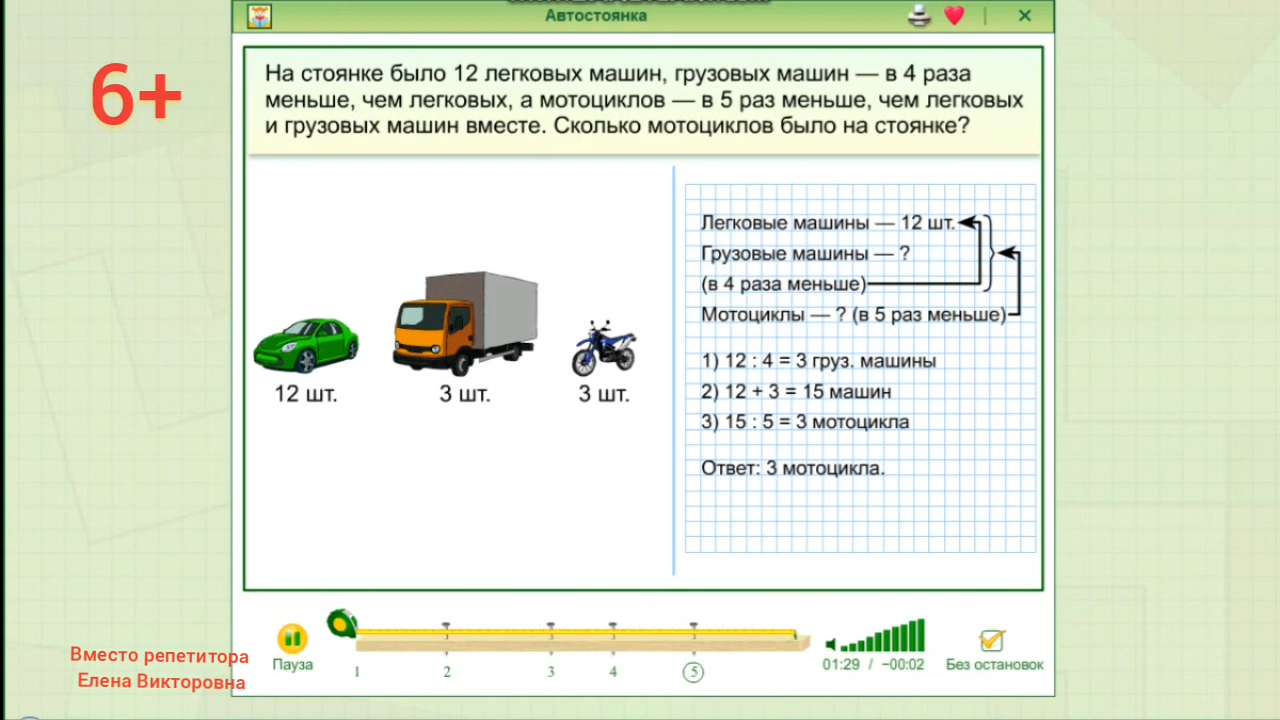 Автостоянка
6+
На стоянке было 12 легковых машин, грузовых машин — в 4 раза
меньше, чем легковых, а мотоциклов — в 5 раз меньше, чем легковых
и грузовых машин вместе. Сколько мотоциклов было на стоянке?
12 шт.
3 шт.
3 шт.
Легковые машины — 12 шт.
Грузовые машины — ?
(в 4 раза меньше)
Мотоциклы — ? (в 5 раз меньше)
1) 12 : 4 = 3 груз. машины
2) 12 + 3 = 15 машин
3) 15 : 5 = 3 мотоцикла
Ответ: 3 мотоцикла.
Пауза
1 2 3 4 5
01:29 / −00:02
Без остановок
Вместо репетитора
Елена Викторовна